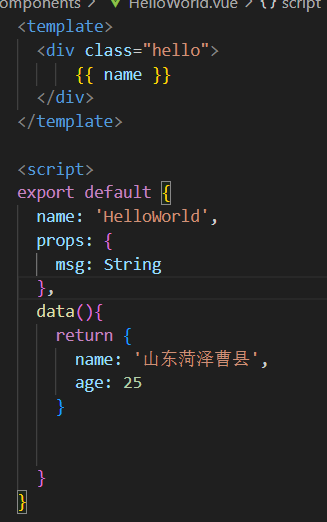 omponents > HelloWorld.vue > {} script
<template>
  <div class="hello">
      {{ name }}
  </div>
</template>
<script>
export default {
  name: 'HelloWorld',
  props: {
    msg: String
  },
  data(){
    return {
      name: '山东菏泽曹县',
      age: 25
    }
  }
}